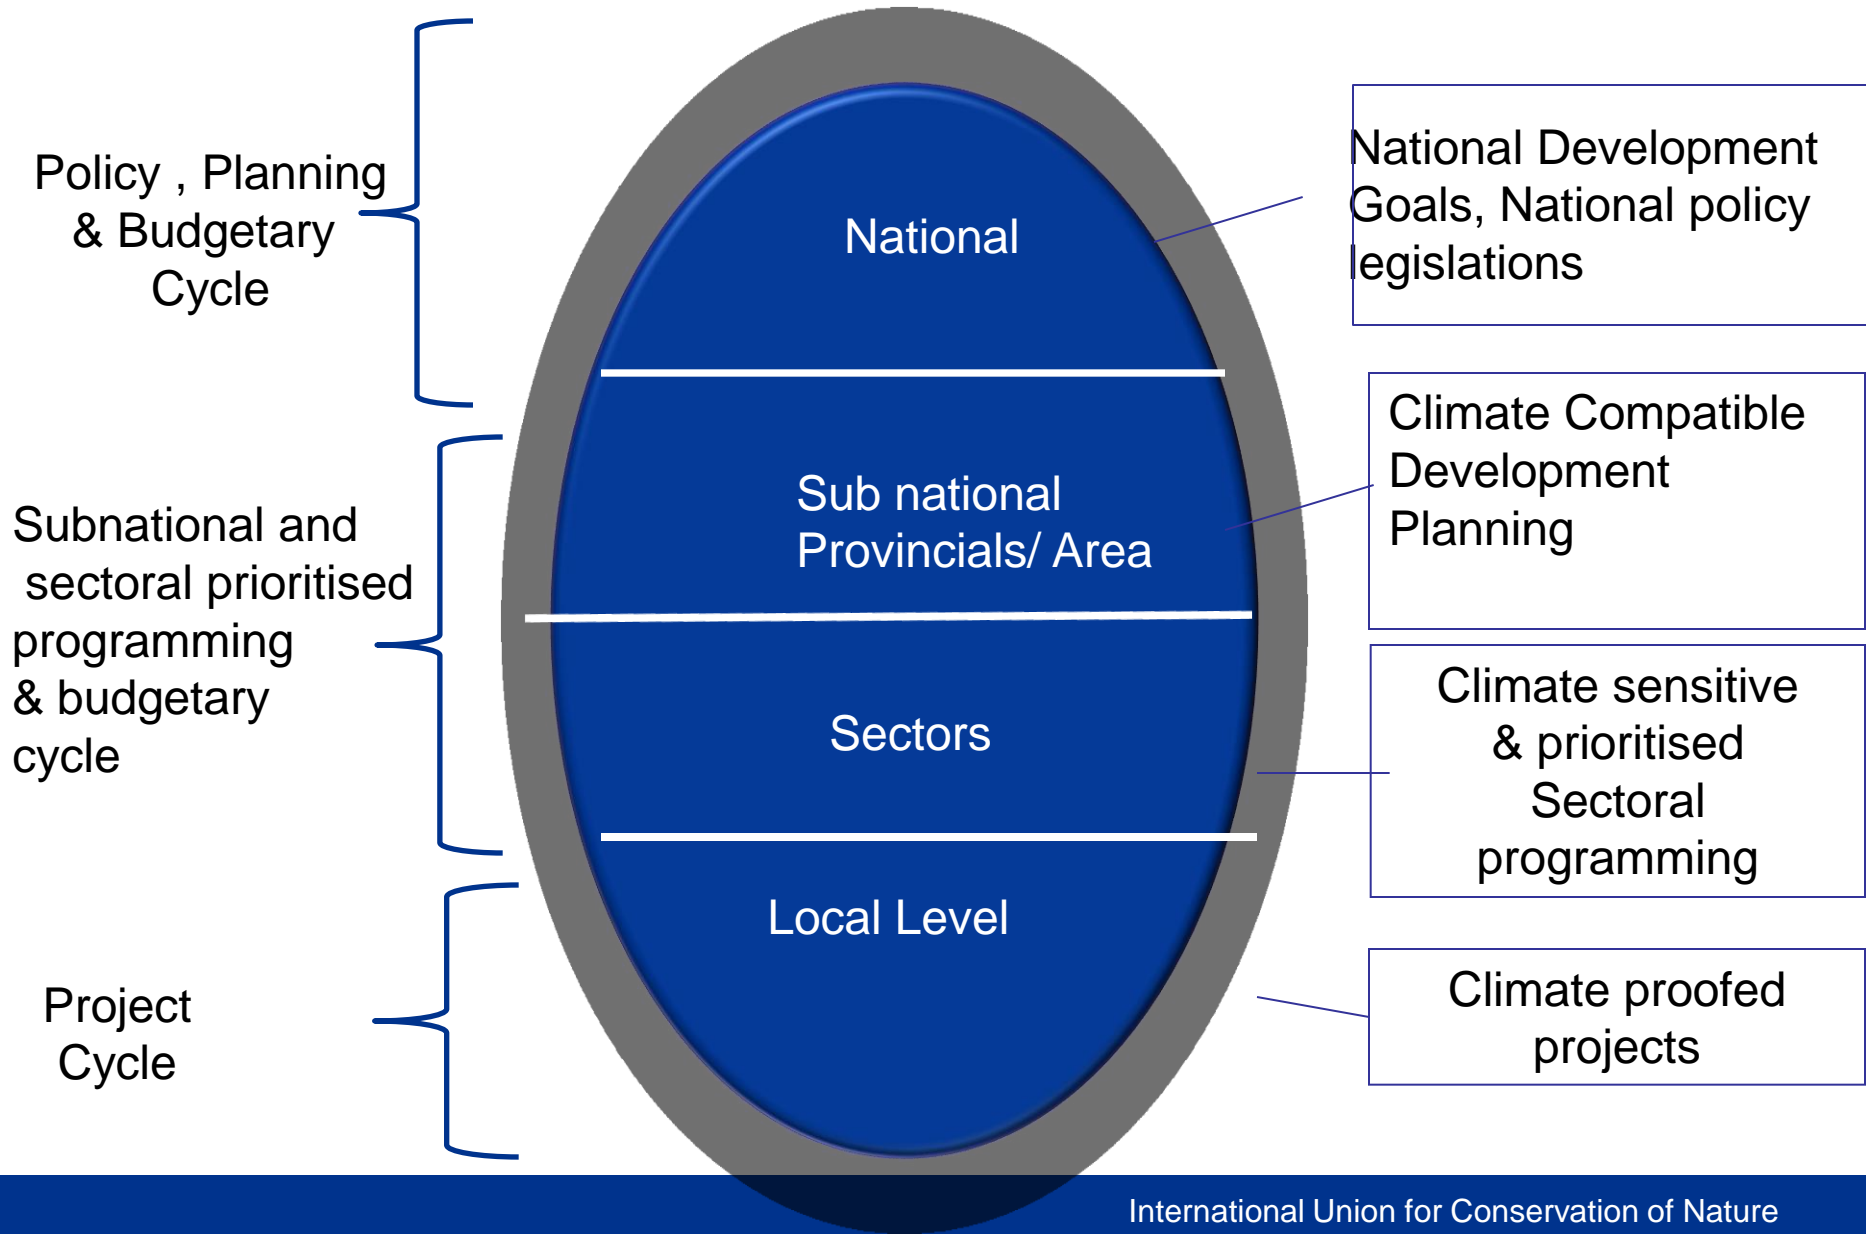 Policy , Planning
& Budgetary
Cycle
National
National Development
Goals, National policy
legislations
Subnational and
sectoral prioritised
programming
& budgetary
cycle
Sub national
Provincials/ Area
Climate Compatible
Development
Planning
Sectors
Climate sensitive
& prioritised
Sectoral
programming
Project
Cycle
Local Level
Climate proofed
projects
International Union for Conservation of Nature